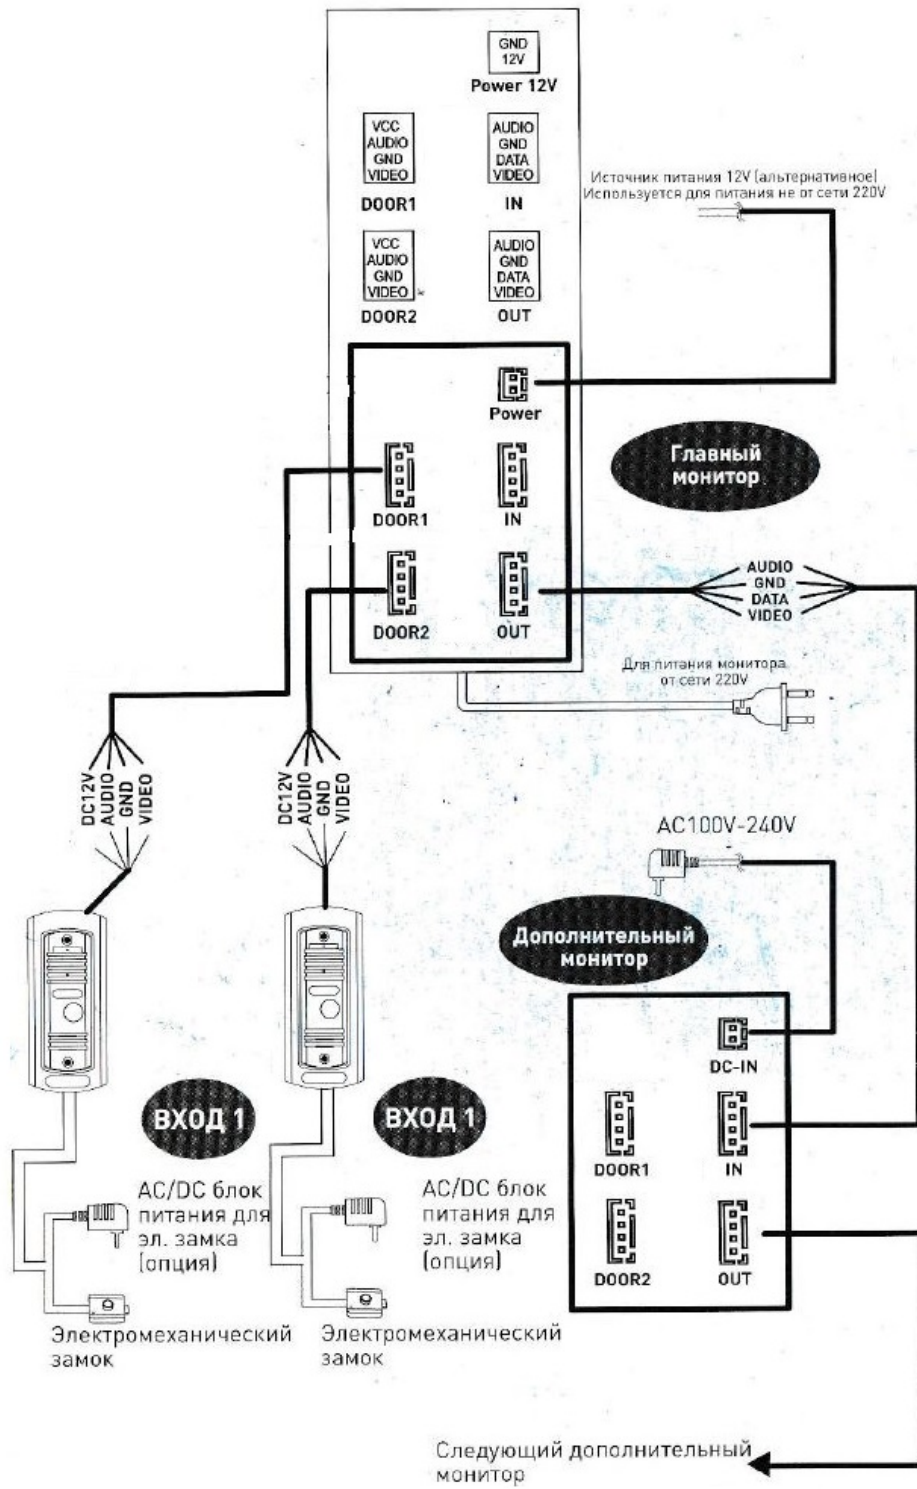 GND
12V
Power 12V
VCC
AUDIO
GND
VIDEO
DOOR1
AUDIO
GND
DATA
VIDEO
IN
VCC
AUDIO
GND
VIDEO
DOOR2
AUDIO
GND
DATA
VIDEO
OUT
Источник питания 12V (альтернативное)
Используется для питания не от сети 220V
Power
DOOR1
IN
DOOR2
OUT
Главный
монитор
AUDIO
GND
DATA
VIDEO
Для питания монитора
от сети 220V
DC12V
AUDIO
GND
VIDEO
DC12V
AUDIO
GND
VIDEO
AC100V-240V
Дополнительный
монитор
DC-IN
DOOR1
IN
DOOR2
OUT
ВХОД 1
ВХОД 1
AC/DC блок
питания для
эл. замка
(опция)
AC/DC блок
питания для
эл. замка
(опция)
Электромеханический
замок
Электромеханический
замок
Следующий дополнительный
монитор